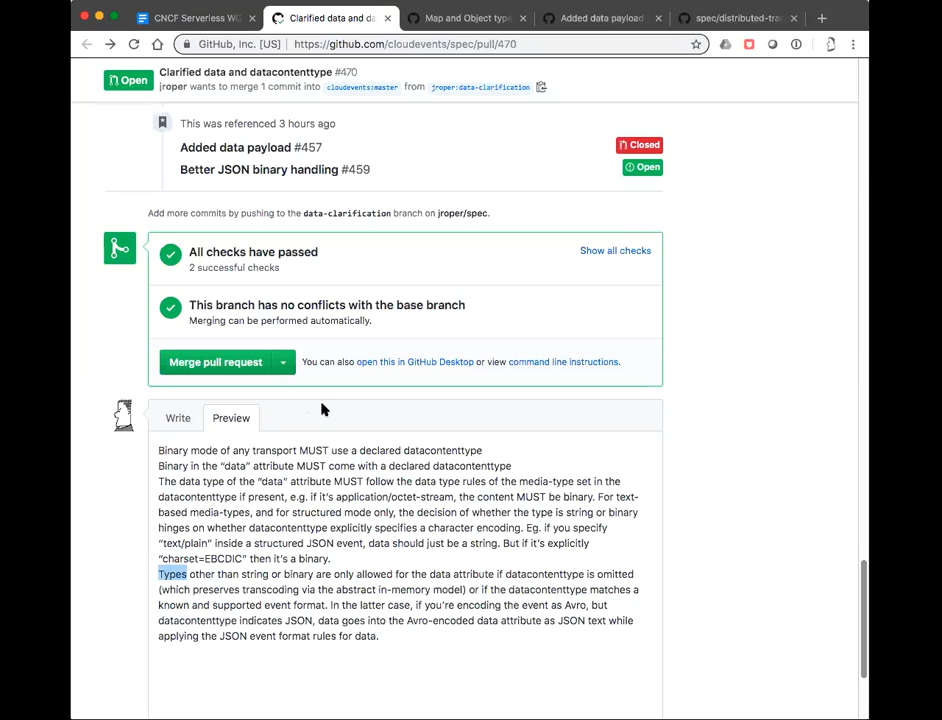 CNCF Serverless WG
Clarified data and da
Map and Object type
Added data payload
spec/distributed-tra
GitHub, Inc. [US] | https://github.com/cloudevents/spec/pull/470
Open
Clarified data and datacontenttype #470
jroper wants to merge 1 commit into cloudevents:master from jroper:data-clarification
This was referenced 3 hours ago
Added data payload #457
Closed
Better JSON binary handling #459
Open
Add more commits by pushing to the data-clarification branch on jroper/spec.
All checks have passed
Show all checks
2 successful checks
This branch has no conflicts with the base branch
Merging can be performed automatically.
Merge pull request
You can also open this in GitHub Desktop or view command line instructions.
Write
Preview
Binary mode of any transport MUST use a declared datacontenttype
Binary in the “data” attribute MUST come with a declared datacontenttype
The data type of the “data” attribute MUST follow the data type rules of the media-type set in the
datacontenttype if present, e.g. if it’s application/octet-stream, the content MUST be binary. For text-
based media-types, and for structured mode only, the decision of whether the type is string or binary
hinges on whether datacontenttype explicitly specifies a character encoding. Eg. if you specify
“text/plain” inside a structured JSON event, data should just be a string. But if it’s explicitly
“charset=EBCDIC” then it’s a binary.
Types other than string or binary are only allowed for the data attribute if datacontenttype is omitted
(which preserves transcoding via the abstract in-memory model) or if the datacontenttype matches a
known and supported event format. In the latter case, if you’re encoding the event as Avro, but
datacontenttype indicates JSON, data goes into the Avro-encoded data attribute as JSON text while
applying the JSON event format rules for data.